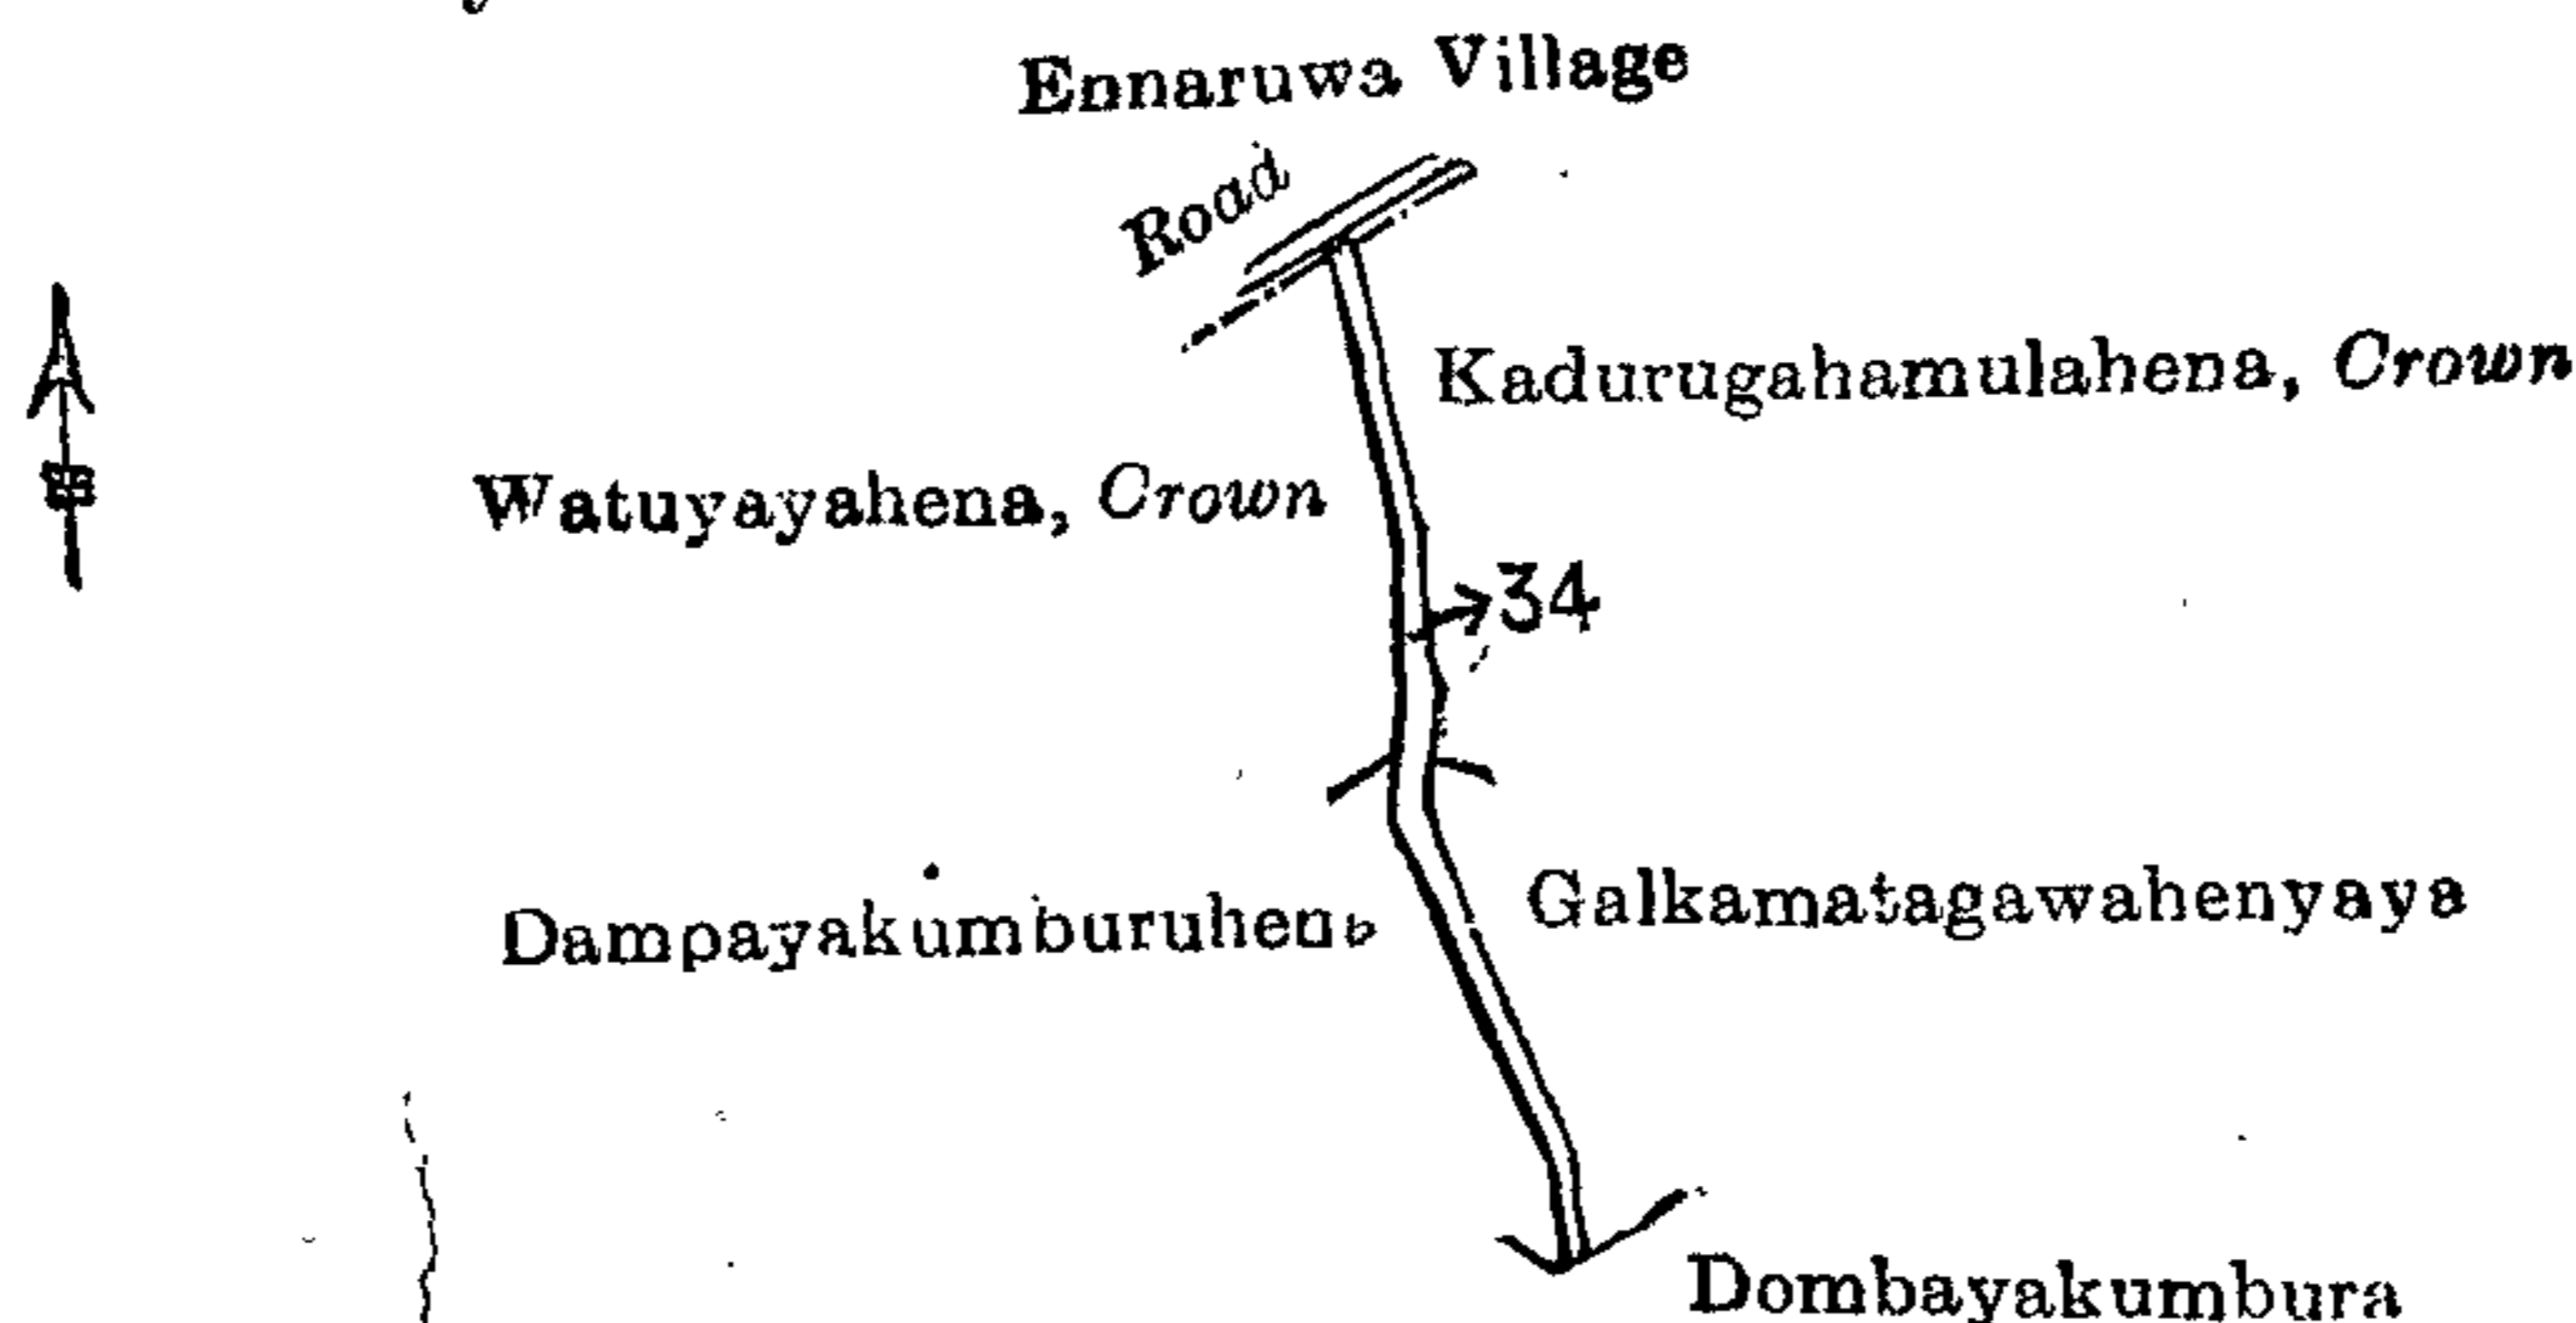 Ennaruwa Village
Road
Kadurugahamulahena, Crown
Watuyayahena, Crown
34
Galkamatagawahenyaya
Dampayakumburuhena
Dombayakumbura